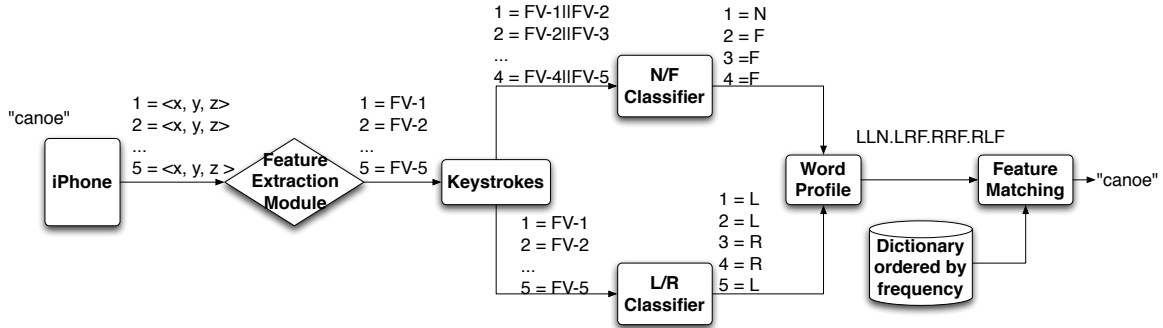 "canoe"
iPhone
1 = <x, y, z>
2 = <x, y, z>
...
5 = <x, y, z >
Feature
Extraction
Module
1 = FV-1
2 = FV-2
...
5 = FV-5
Keystrokes
1 = FV-1||FV-2
2 = FV-2||FV-3
...
4 = FV-4||FV-5
N/F
Classifier
1 = N
2 = F
3 =F
4 =F
1 = FV-1
2 = FV-2
...
5 = FV-5
L/R
Classifier
1 = L
2 = L
3 = R
4 = R
5 = L
Word
Profile
LLN.LRF.RRF.RLF
Feature
Matching
"canoe"
Dictionary
ordered by
frequency